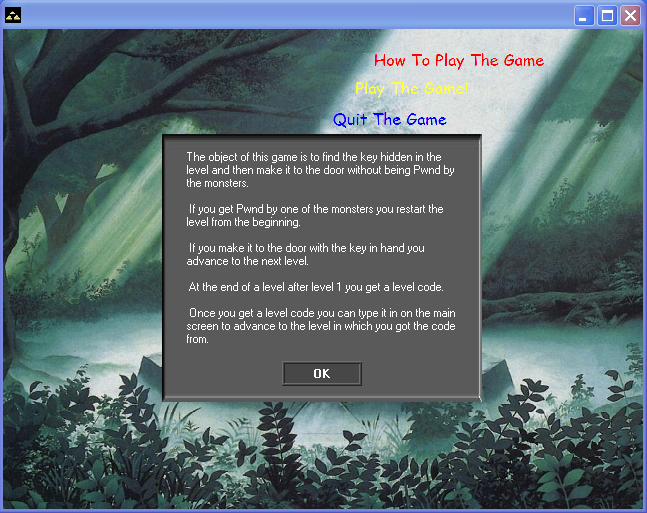 How To Play The Game
Play The Game!
Quit The Game
The object of this game is to find the key hidden in the
level and then make it to the door without being Pwnd by
the monsters.
If you get Pwnd by one of the monsters you restart the
level from the beginning.
If you make it to the door with the key in hand you
advance to the next level.
At the end of a level after level 1 you get a level code.
Once you get a level code you can type it in on the main
screen to advance to the level in which you got the code
from.
OK